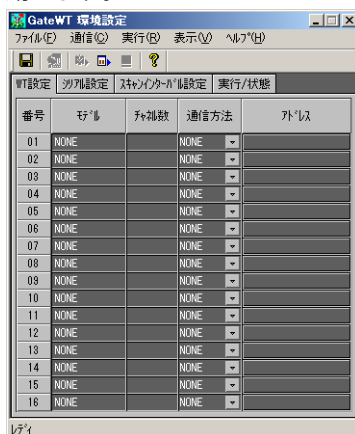 GateWT 環境設定
ﾌｧｲﾙ(F) 通信(C) 実行(R) 表示(V) ﾍﾙﾌﾟ(H)
WT設定 ｼﾘｱﾙ設定 ｽｷｬﾝｲﾝﾀｰﾊﾞﾙ設定 実行/状態
番号 ﾓﾃﾞﾙ ﾁｬﾈﾙ数 通信方法 ｱﾄﾞﾚｽ
01 NONE NONE
02 NONE NONE
03 NONE NONE
04 NONE NONE
05 NONE NONE
06 NONE NONE
07 NONE NONE
08 NONE NONE
09 NONE NONE
10 NONE NONE
11 NONE NONE
12 NONE NONE
13 NONE NONE
14 NONE NONE
15 NONE NONE
16 NONE NONE
ﾚﾃﾞｨ